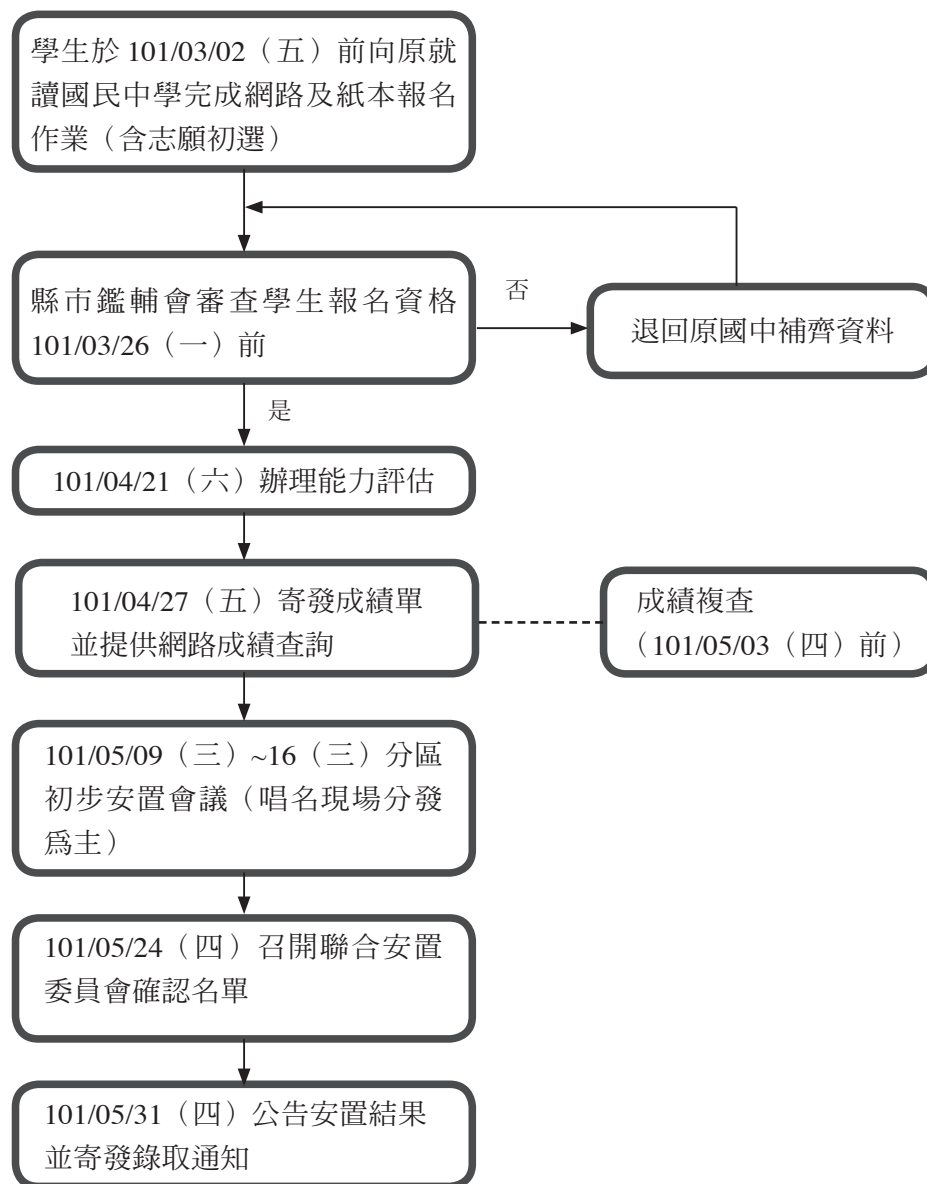 學生於 101/03/02（五）前向原就
讀國民中學完成網路及紙本報名
作業（含志願初選）
縣市鑑輔會審查學生報名資格
101/03/26（一）前
否
退回原國中補齊資料
是
101/04/21（六）辦理能力評估
101/04/27（五）寄發成績單
並提供網路成績查詢
成績複查
（101/05/03（四）前）
101/05/09（三）~16（三）分區
初步安置會議（唱名現場分發
為主）
101/05/24（四）召開聯合安置
委員會確認名單
101/05/31（四）公告安置結果
並寄發錄取通知